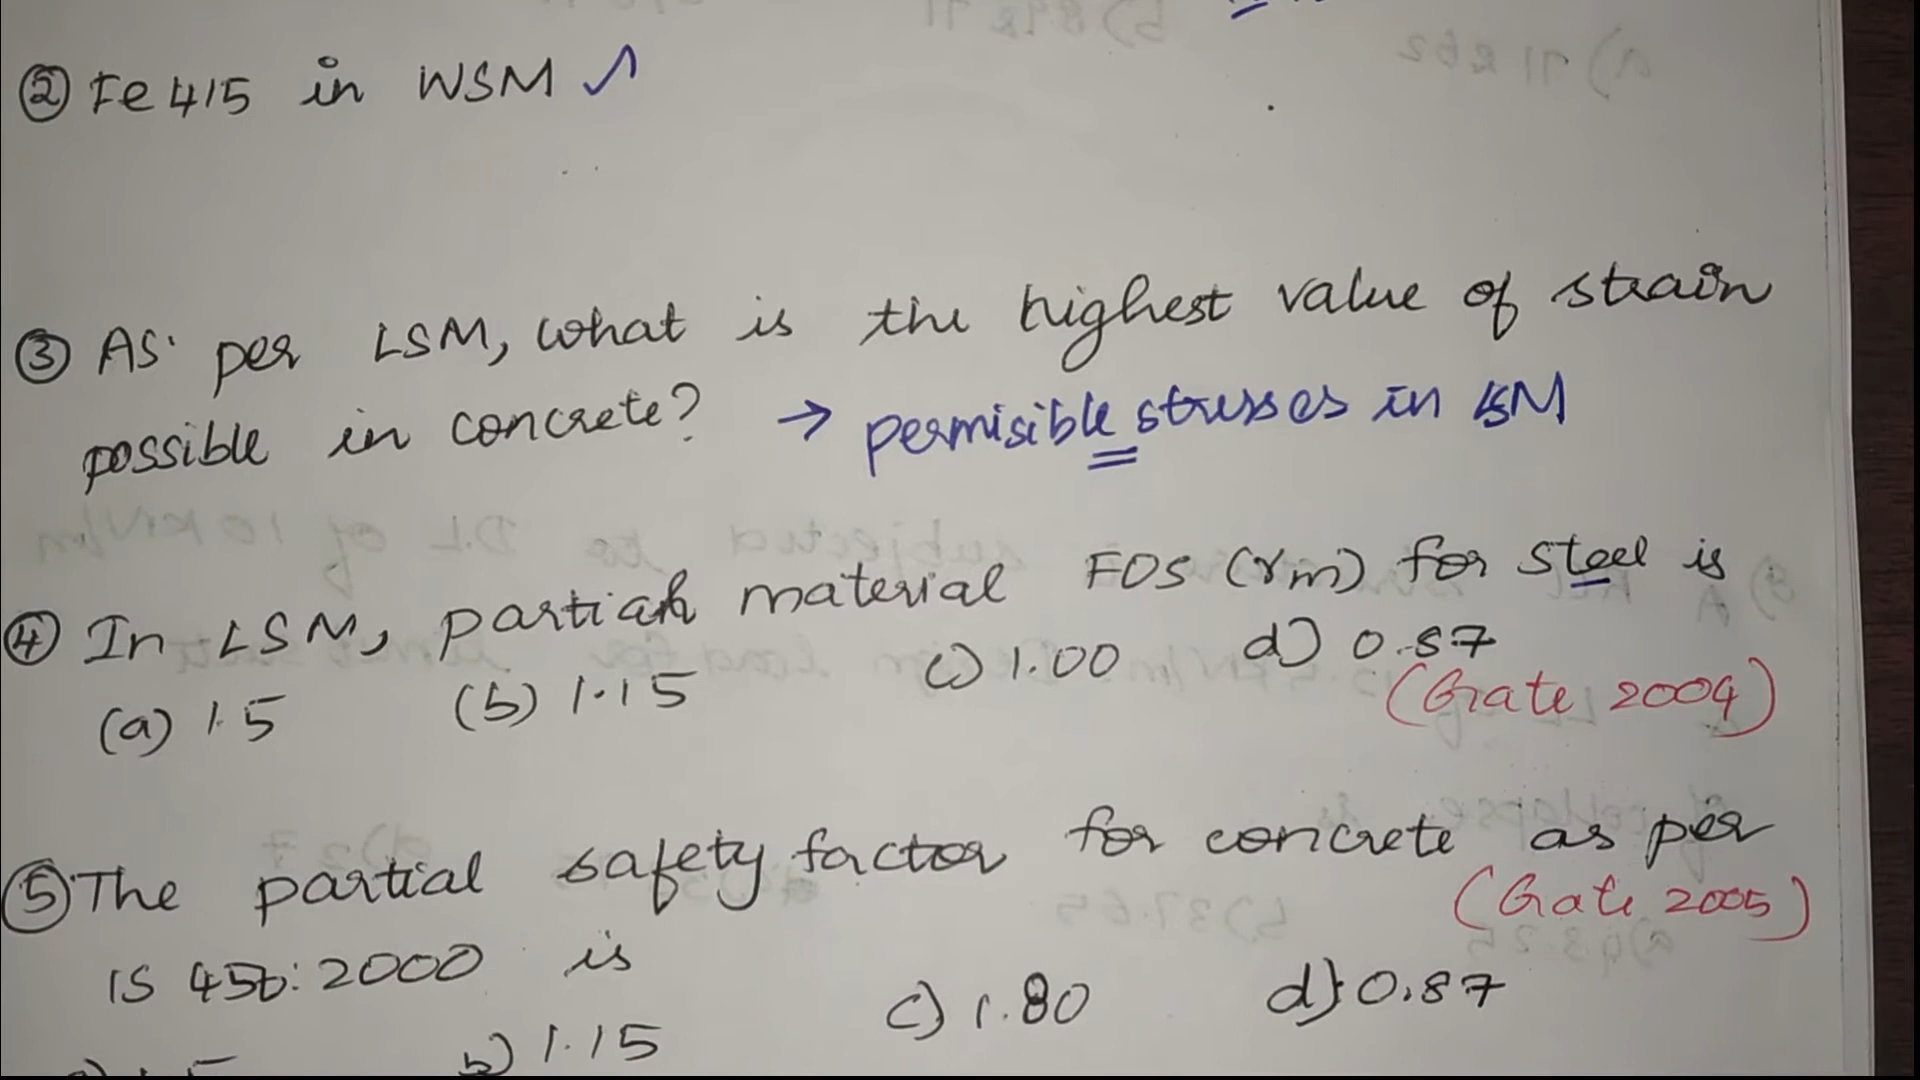 ② Fe 415 in WSM
③ As per LSM, what is the highest value of strain
possible in concrete? → permisible stresses in LSM
④ In LSM, partial material FOS (γm) for steel is
(a) 1.5 (b) 1.15 c) 1.00 d) 0.87
(Gate 2004)
⑤ The partial safety factor for concrete as per
(Gate 2005)
IS 456:2000 is
b) 1.15 c) 1.80 d) 0.87